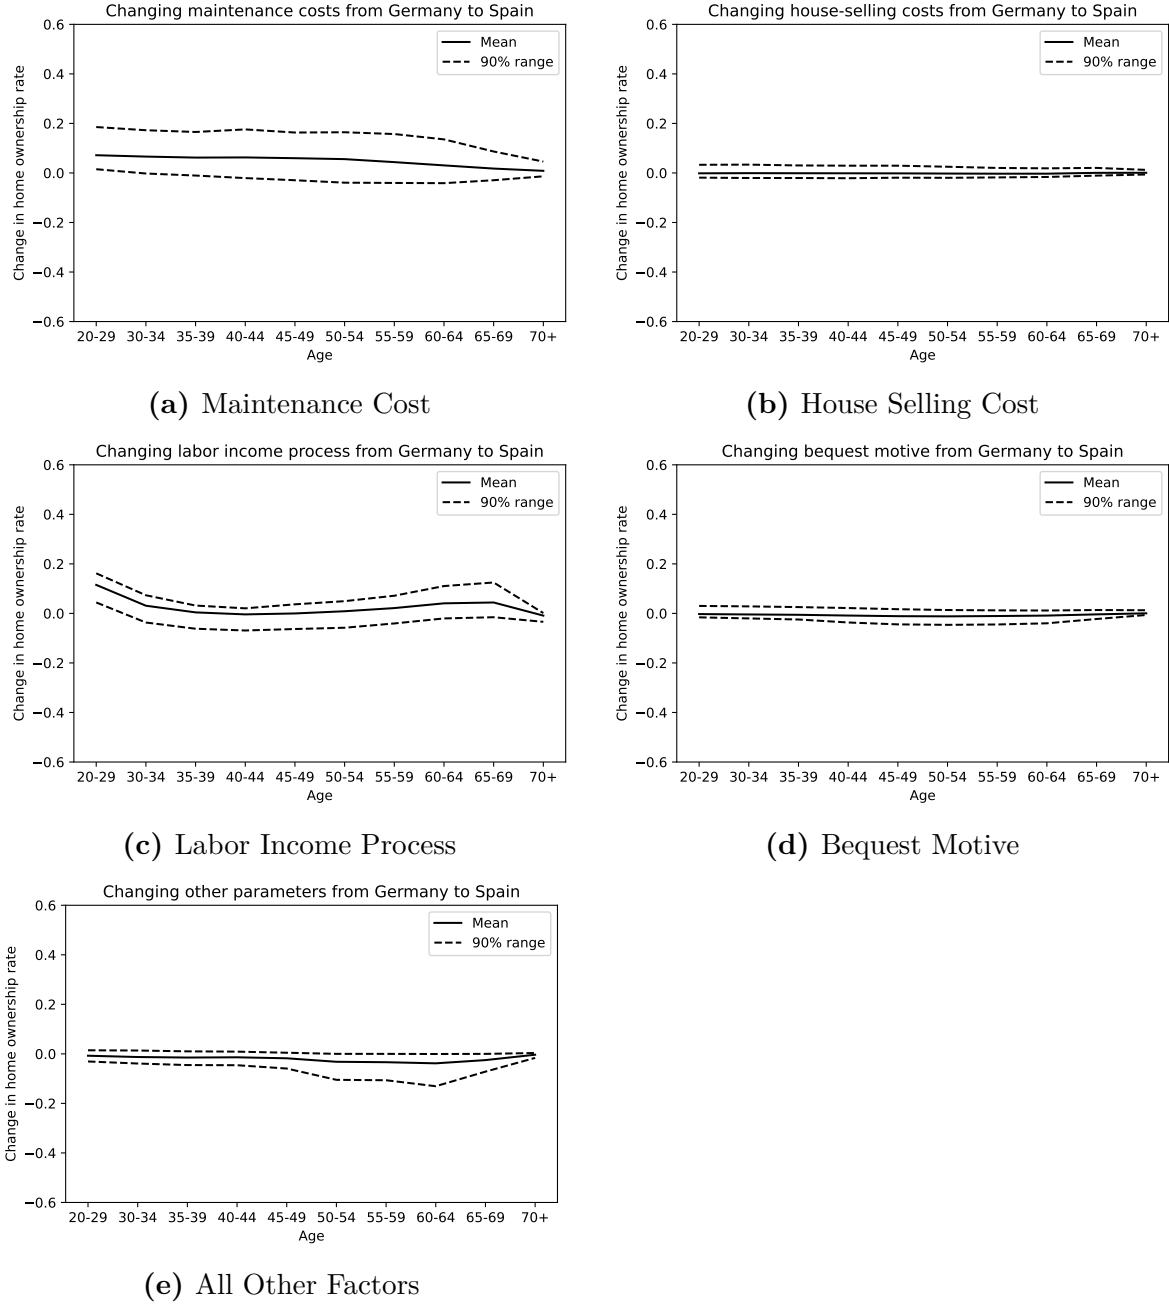 Changing maintenance costs from Germany to Spain
Change in home ownership rate
0.6
0.4
0.2
0.0
−0.2
−0.4
−0.6
Mean
90% range
20-29 30-34 35-39 40-44 45-49 50-54 55-59 60-64 65-69 70+
Age
(a) Maintenance Cost
Changing house-selling costs from Germany to Spain
Change in home ownership rate
0.6
0.4
0.2
0.0
−0.2
−0.4
−0.6
Mean
90% range
20-29 30-34 35-39 40-44 45-49 50-54 55-59 60-64 65-69 70+
Age
(b) House Selling Cost
Changing labor income process from Germany to Spain
Change in home ownership rate
0.6
0.4
0.2
0.0
−0.2
−0.4
−0.6
Mean
90% range
20-29 30-34 35-39 40-44 45-49 50-54 55-59 60-64 65-69 70+
Age
(c) Labor Income Process
Changing bequest motive from Germany to Spain
Change in home ownership rate
0.6
0.4
0.2
0.0
−0.2
−0.4
−0.6
Mean
90% range
20-29 30-34 35-39 40-44 45-49 50-54 55-59 60-64 65-69 70+
Age
(d) Bequest Motive
Changing other parameters from Germany to Spain
Change in home ownership rate
0.6
0.4
0.2
0.0
−0.2
−0.4
−0.6
Mean
90% range
20-29 30-34 35-39 40-44 45-49 50-54 55-59 60-64 65-69 70+
Age
(e) All Other Factors